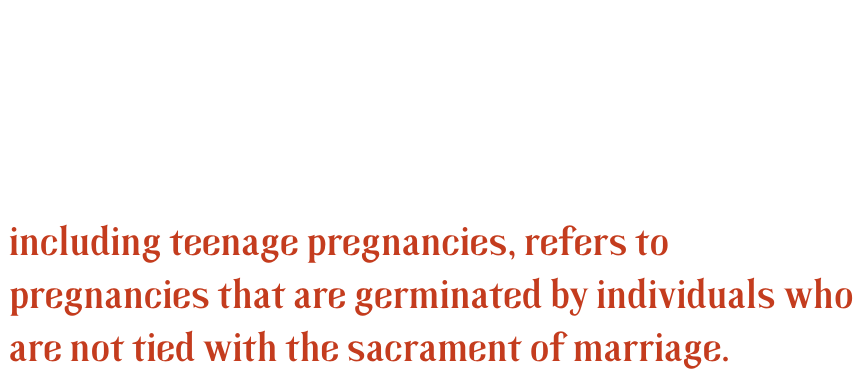 including teenage pregnancies, refers to
pregnancies that are germinated by individuals who
are not tied with the sacrament of marriage.